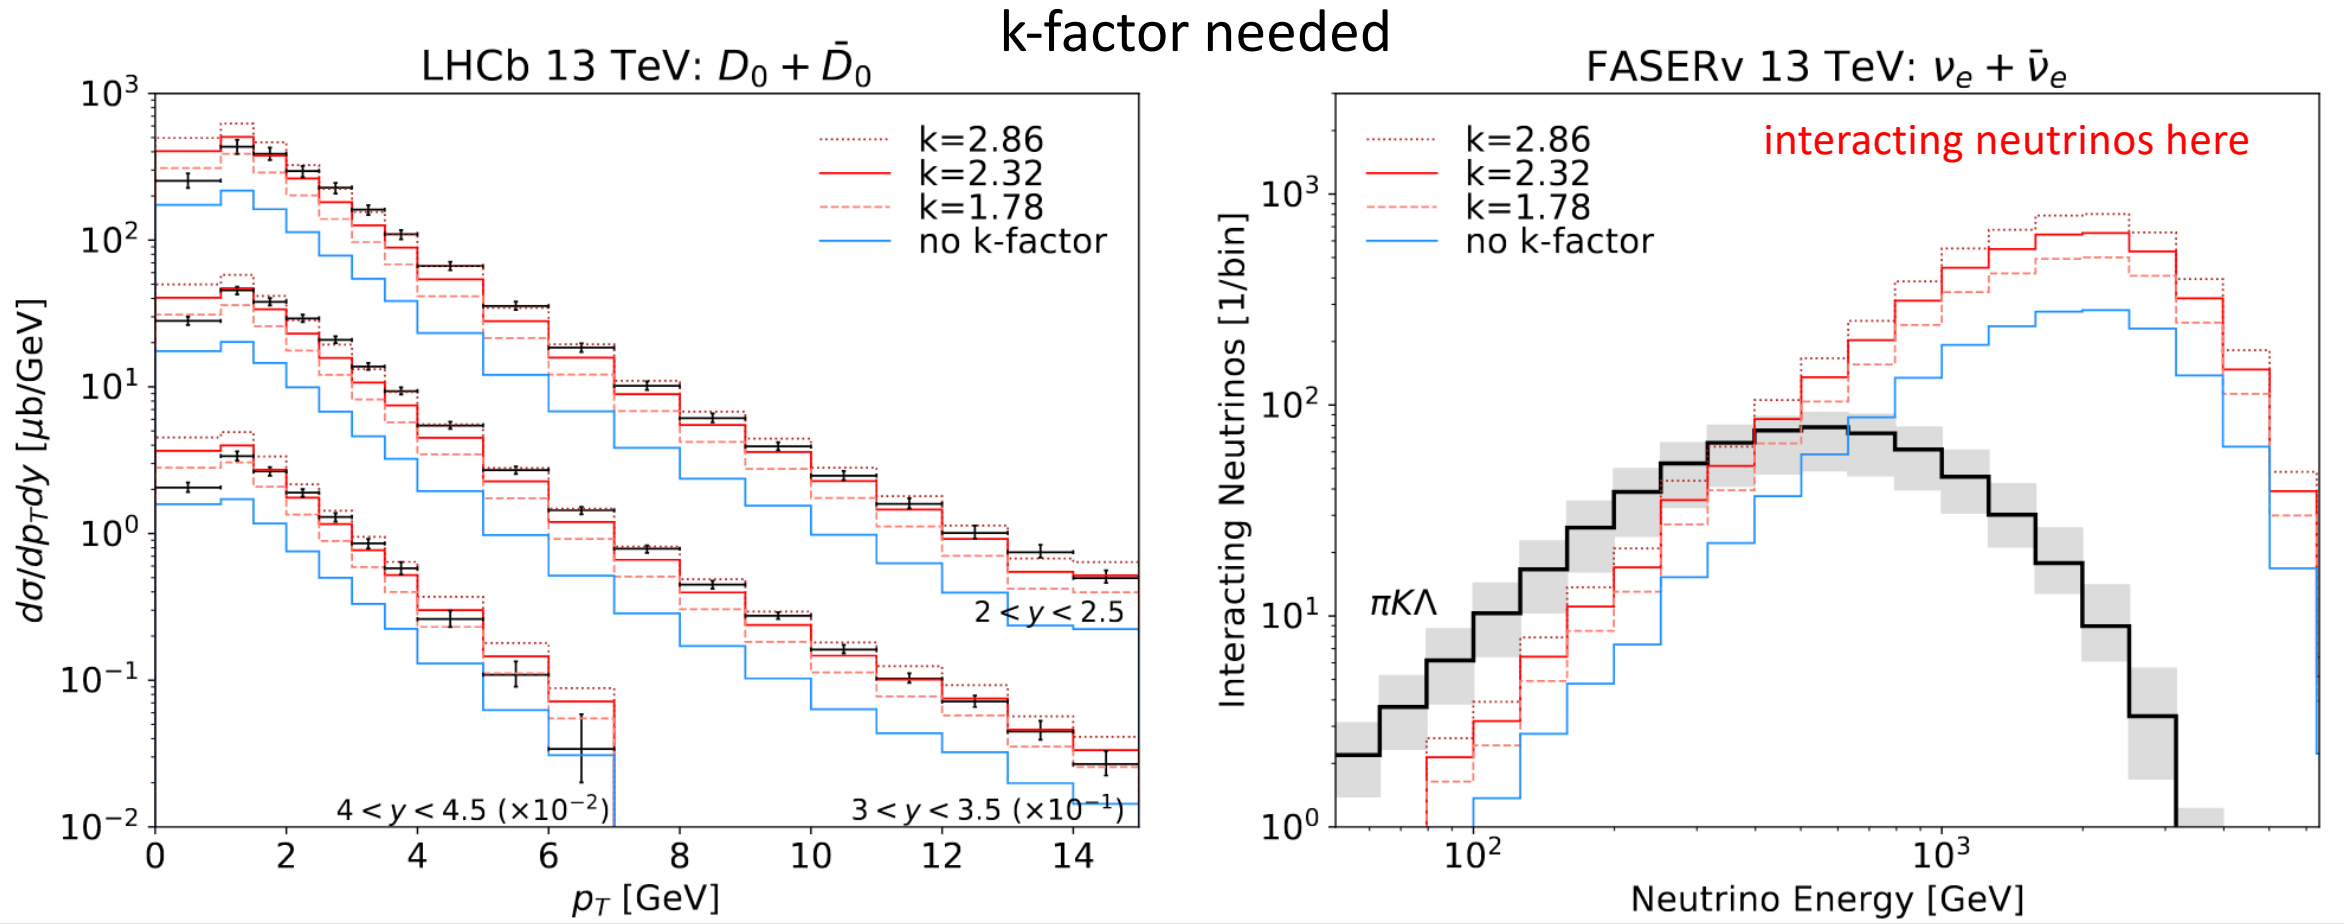 k-factor needed
LHCb 13 TeV: D₀ + D̄₀
10³
10²
10¹
10⁰
10⁻¹
10⁻²
dσ/dp_Tdy [μb/GeV]
k=2.86
k=2.32
k=1.78
no k-factor
2 < y < 2.5
4 < y < 4.5 (×10⁻²)
3 < y < 3.5 (×10⁻¹)
0 2 4 6 8 10 12 14
p_T [GeV]
FASERν 13 TeV: ν_e + ν̄_e
10³
10²
10¹
10⁰
Interacting Neutrinos [1/bin]
k=2.86
k=2.32
k=1.78
no k-factor
interacting neutrinos here
πKΛ
10² 10³
Neutrino Energy [GeV]